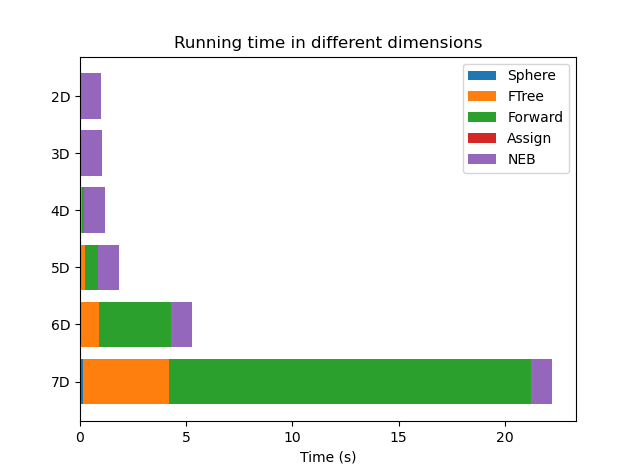 Running time in different dimensions
Sphere
FTree
Forward
Assign
NEB
2D
3D
4D
5D
6D
7D
0 5 10 15 20
Time (s)